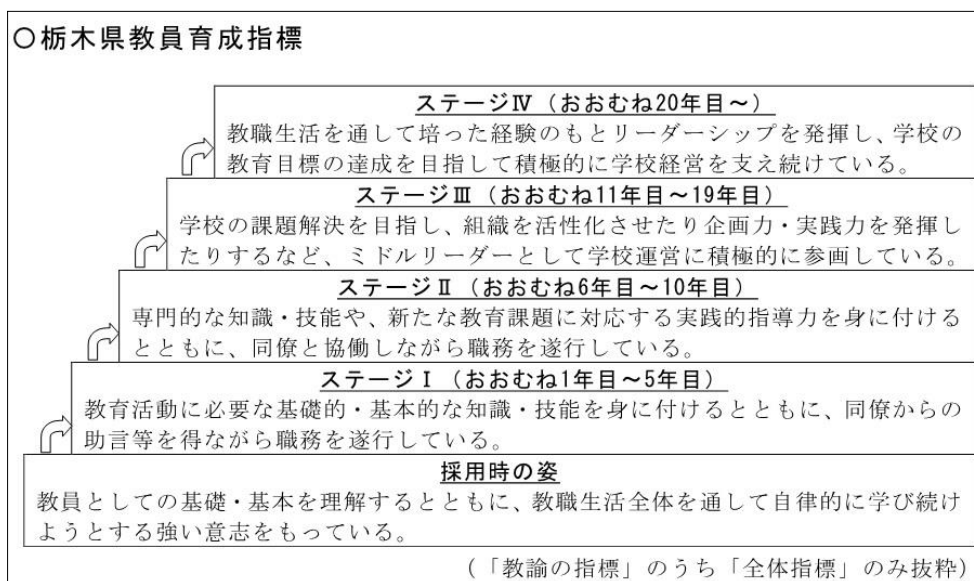 ○栃木県教員育成指標
ステージⅣ（おおむね20年目～）
教職生活を通して培った経験のもとリーダーシップを発揮し、学校の
教育目標の達成を目指して積極的に学校経営を支え続けている。
ステージⅢ（おおむね11年目～19年目）
学校の課題解決を目指し、組織を活性化させたり企画力・実践力を発揮し
たりするなど、ミドルリーダーとして学校運営に積極的に参画している。
ステージⅡ（おおむね6年目～10年目）
専門的な知識・技能や、新たな教育課題に対応する実践的指導力を身に付ける
とともに、同僚と協働しながら職務を遂行している。
ステージⅠ（おおむね1年目～5年目）
教育活動に必要な基礎的・基本的な知識・技能を身に付けるとともに、同僚からの
助言等を得ながら職務を遂行している。
採用時の姿
教員としての基礎・基本を理解するとともに、教職生活全体を通して自律的に学び続け
ようとする強い意志をもっている。
（「教諭の指標」のうち「全体指標」のみ抜粋）